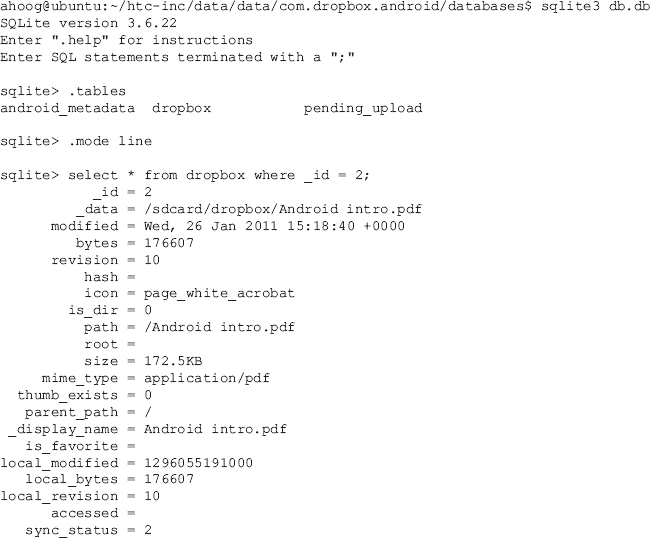 ahoog@ubuntu:~/htc-inc/data/data/com.dropbox.android/databases$ sqlite3 db.db
SQLite version 3.6.22
Enter ".help" for instructions
Enter SQL statements terminated with a ";"
sqlite> .tables
android_metadata  dropbox           pending_upload
sqlite> .mode line
sqlite> select * from dropbox where _id = 2;
_id = 2
_data = /sdcard/dropbox/Android intro.pdf
modified = Wed, 26 Jan 2011 15:18:40 +0000
bytes = 176607
revision = 10
hash =
icon = page_white_acrobat
is_dir = 0
path = /Android intro.pdf
root =
size = 172.5KB
mime_type = application/pdf
thumb_exists = 0
parent_path = /
_display_name = Android intro.pdf
is_favorite =
local_modified = 1296055191000
local_bytes = 176607
local_revision = 10
accessed =
sync_status = 2